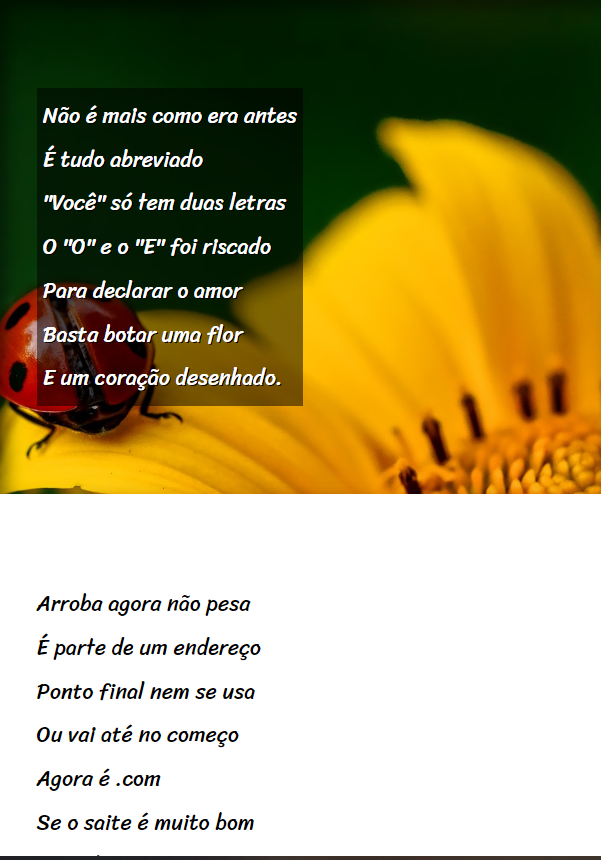 Não é mais como era antes
É tudo abreviado
"Você" só tem duas letras
O "O" e o "E" foi riscado
Para declarar o amor
Basta botar uma flor
E um coração desenhado.
Arroba agora não pesa
É parte de um endereço
Ponto final nem se usa
Ou vai até no começo
Agora é .com
Se o saite é muito bom